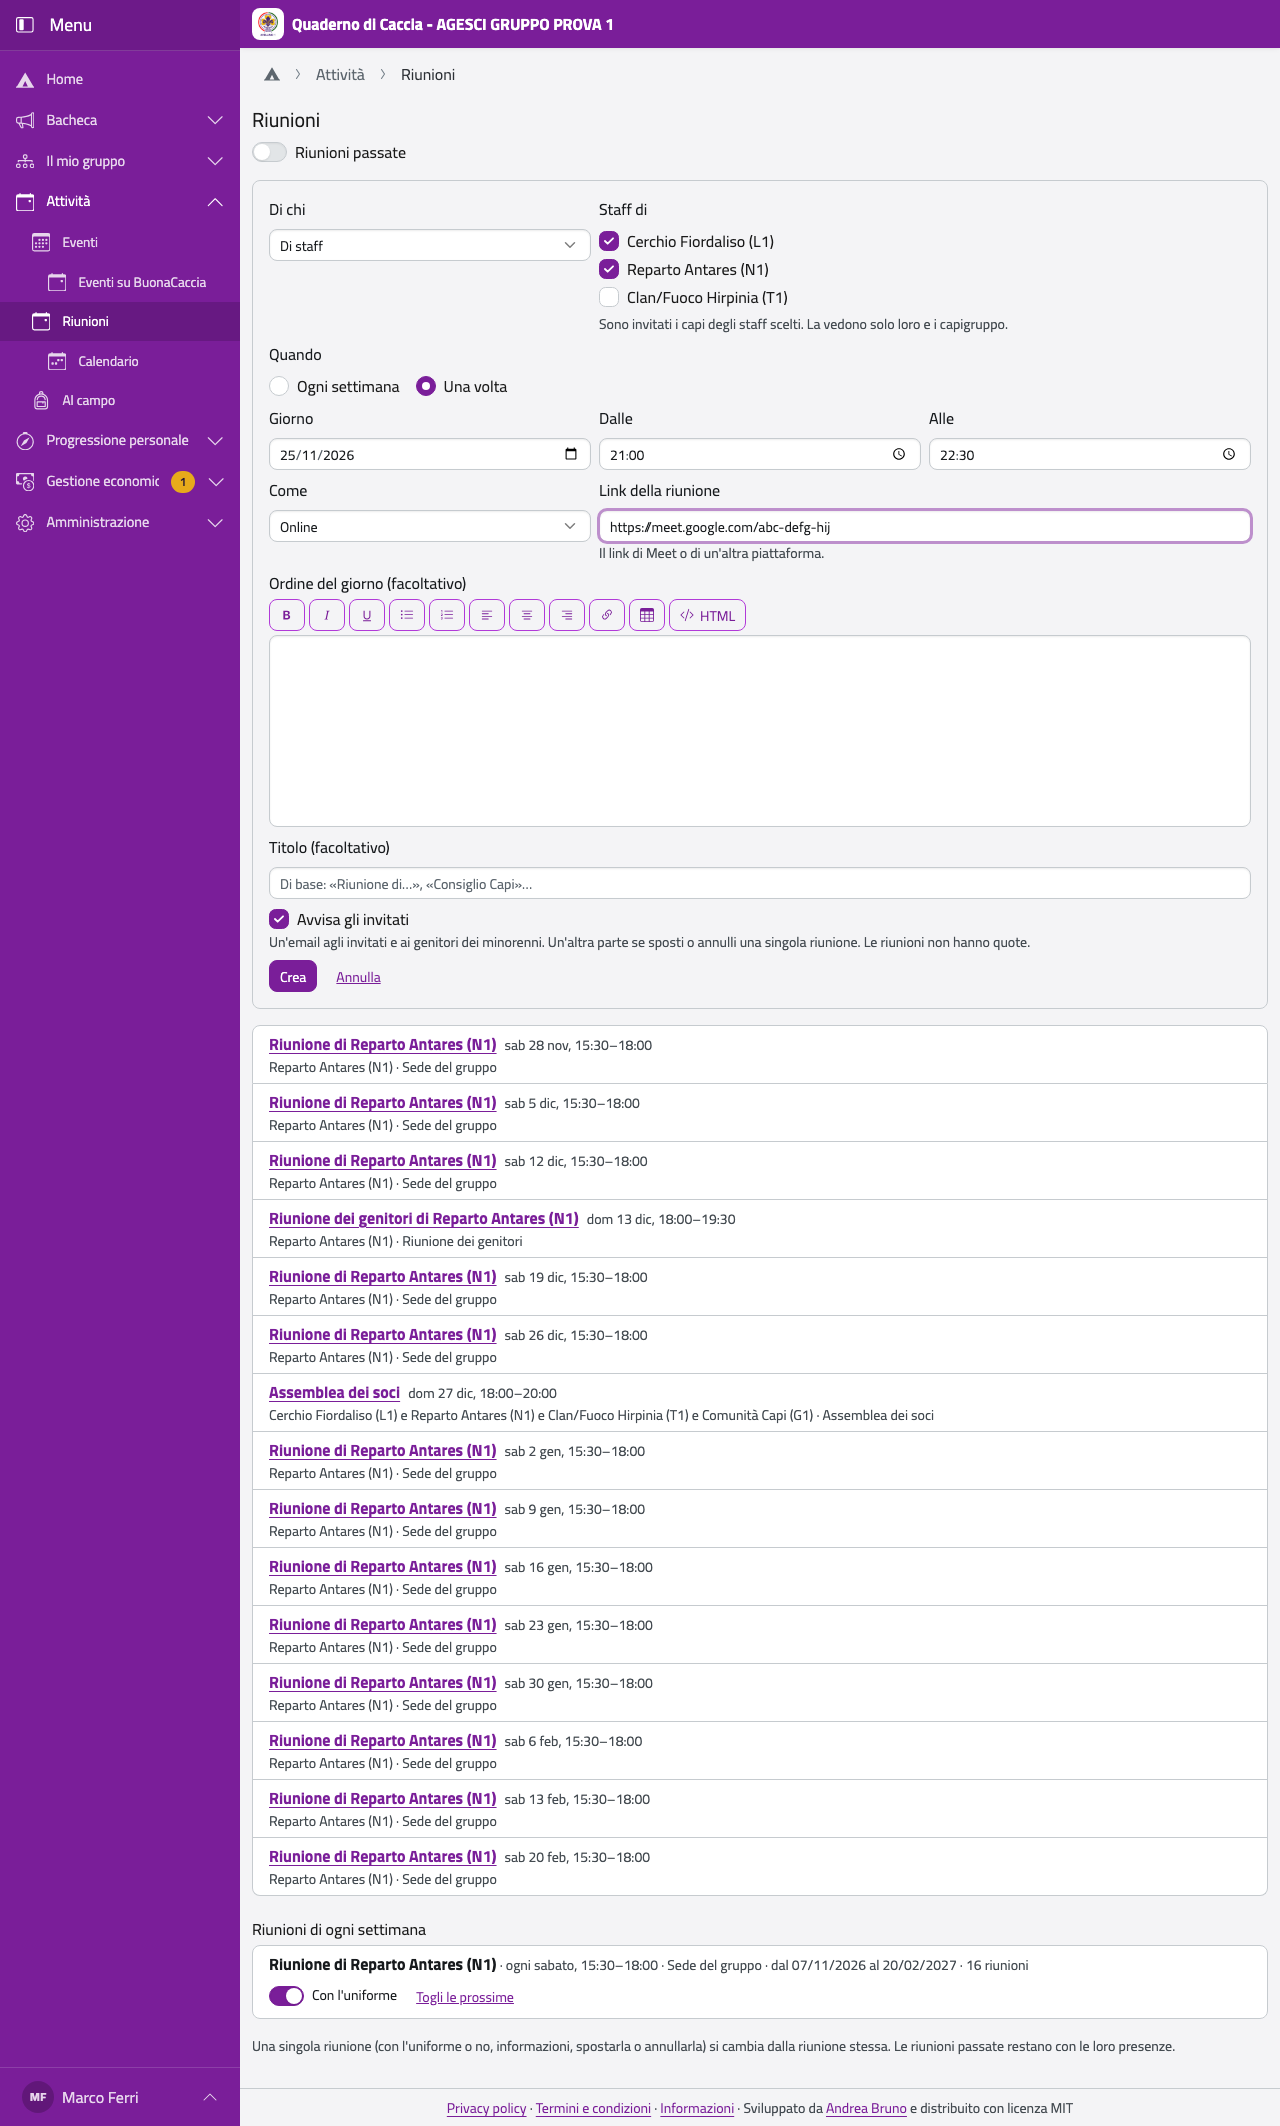 Menu
Quaderno di Caccia - AGESCI GRUPPO PROVA 1
Home
Bacheca
Il mio gruppo
Attività
Eventi
Eventi su BuonaCaccia
Riunioni
Calendario
Al campo
Progressione personale
Gestione economic
1
Amministrazione
MF Marco Ferri
Attività
Riunioni
Riunioni
Riunioni passate
Di chi
Staff di
Di staff
Cerchio Fiordaliso (L1)
Reparto Antares (N1)
Clan/Fuoco Hirpinia (T1)
Sono invitati i capi degli staff scelti. La vedono solo loro e i capigruppo.
Quando
Ogni settimana Una volta
Giorno Dalle Alle
25/11/2026 21:00 22:30
Come Link della riunione
Online https://meet.google.com/abc-defg-hij
Il link di Meet o di un'altra piattaforma.
Ordine del giorno (facoltativo)
B I U HTML
Titolo (facoltativo)
Di base: «Riunione di...», «Consiglio Capi»...
Avvisa gli invitati
Un'email agli invitati e ai genitori dei minorenni. Un'altra parte se sposti o annulli una singola riunione. Le riunioni non hanno quote.
Crea Annulla
Riunione di Reparto Antares (N1) sab 28 nov, 15:30–18:00
Reparto Antares (N1) · Sede del gruppo
Riunione di Reparto Antares (N1) sab 5 dic, 15:30–18:00
Reparto Antares (N1) · Sede del gruppo
Riunione di Reparto Antares (N1) sab 12 dic, 15:30–18:00
Reparto Antares (N1) · Sede del gruppo
Riunione dei genitori di Reparto Antares (N1) dom 13 dic, 18:00–19:30
Reparto Antares (N1) · Riunione dei genitori
Riunione di Reparto Antares (N1) sab 19 dic, 15:30–18:00
Reparto Antares (N1) · Sede del gruppo
Riunione di Reparto Antares (N1) sab 26 dic, 15:30–18:00
Reparto Antares (N1) · Sede del gruppo
Assemblea dei soci dom 27 dic, 18:00–20:00
Cerchio Fiordaliso (L1) e Reparto Antares (N1) e Clan/Fuoco Hirpinia (T1) e Comunità Capi (G1) · Assemblea dei soci
Riunione di Reparto Antares (N1) sab 2 gen, 15:30–18:00
Reparto Antares (N1) · Sede del gruppo
Riunione di Reparto Antares (N1) sab 9 gen, 15:30–18:00
Reparto Antares (N1) · Sede del gruppo
Riunione di Reparto Antares (N1) sab 16 gen, 15:30–18:00
Reparto Antares (N1) · Sede del gruppo
Riunione di Reparto Antares (N1) sab 23 gen, 15:30–18:00
Reparto Antares (N1) · Sede del gruppo
Riunione di Reparto Antares (N1) sab 30 gen, 15:30–18:00
Reparto Antares (N1) · Sede del gruppo
Riunione di Reparto Antares (N1) sab 6 feb, 15:30–18:00
Reparto Antares (N1) · Sede del gruppo
Riunione di Reparto Antares (N1) sab 13 feb, 15:30–18:00
Reparto Antares (N1) · Sede del gruppo
Riunione di Reparto Antares (N1) sab 20 feb, 15:30–18:00
Reparto Antares (N1) · Sede del gruppo
Riunioni di ogni settimana
Riunione di Reparto Antares (N1) · ogni sabato, 15:30–18:00 · Sede del gruppo · dal 07/11/2026 al 20/02/2027 · 16 riunioni
Con l'uniforme Togli le prossime
Una singola riunione (con l'uniforme o no, informazioni, spostarla o annullarla) si cambia dalla riunione stessa. Le riunioni passate restano con le loro presenze.
Privacy policy · Termini e condizioni · Informazioni · Sviluppato da Andrea Bruno e distribuito con licenza MIT